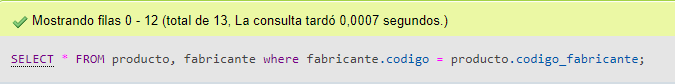 Mostrando filas 0 - 12 (total de 13, La consulta tardó 0,0007 segundos.)
SELECT * FROM producto, fabricante where fabricante.codigo = producto.codigo_fabricante;